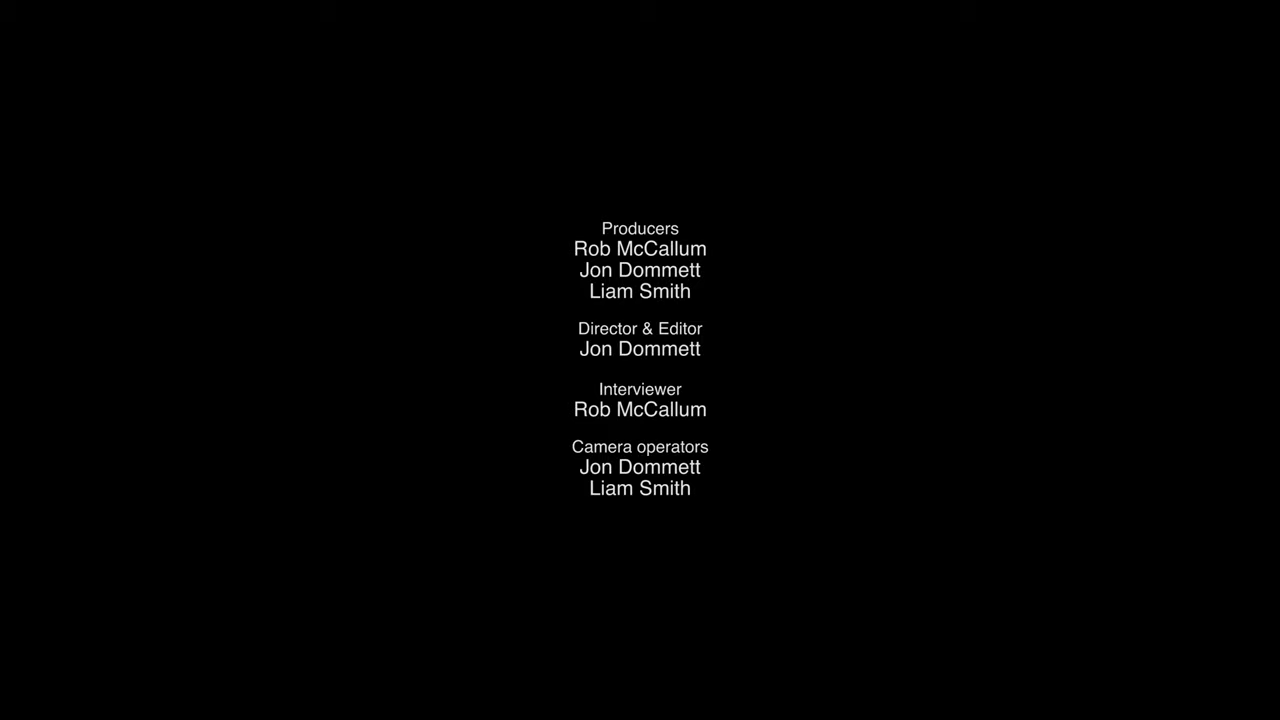 Producers
Rob McCallum
Jon Dommett
Liam Smith
Director & Editor
Jon Dommett
Interviewer
Rob McCallum
Camera operators
Jon Dommett
Liam Smith